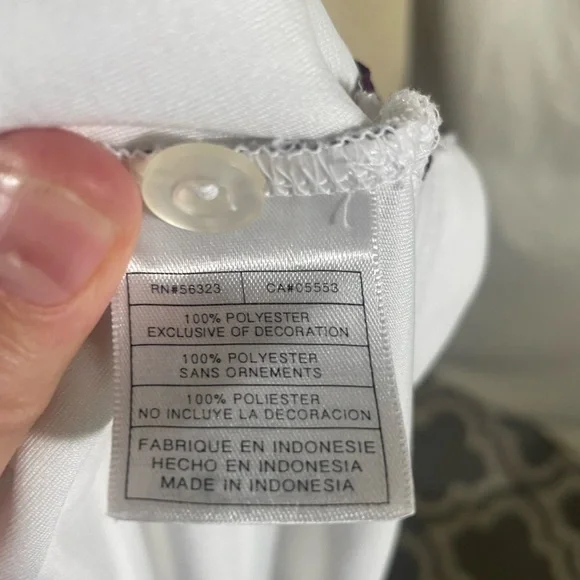 RN#56323 CA#05553
100% POLYESTER
EXCLUSIVE OF DECORATION
100% POLYESTER
SANS ORNEMENTS
100% POLIESTER
NO INCLUYE LA DECORACION
FABRIQUE EN INDONESIE
HECHO EN INDONESIA
MADE IN INDONESIA